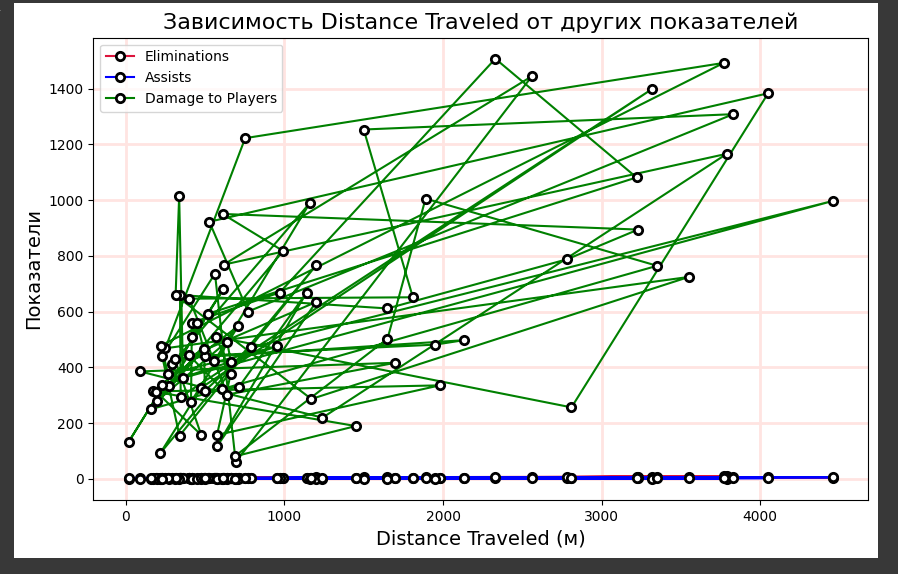 Зависимость Distance Traveled от других показателей
Eliminations
Assists
Damage to Players
Показатели
1400
1200
1000
800
600
400
200
0
0 1000 2000 3000 4000
Distance Traveled (м)